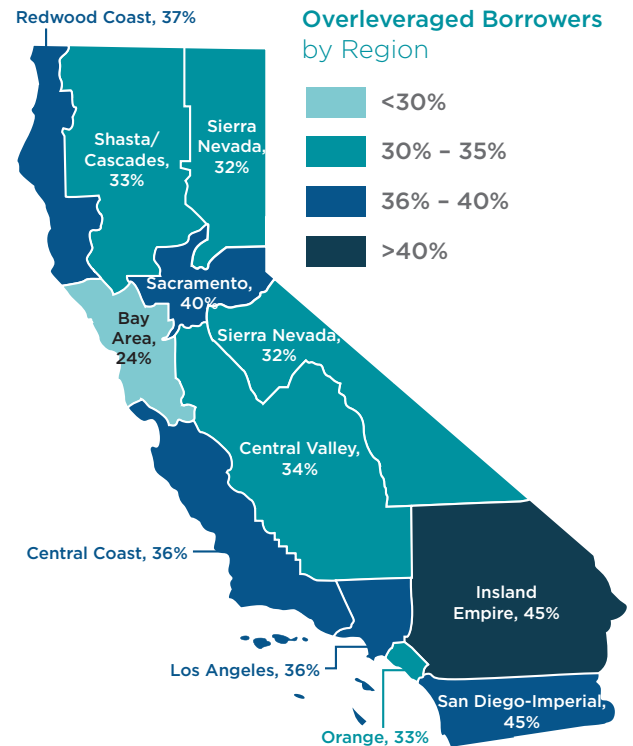 Redwood Coast, 37%
Overleveraged Borrowers
by Region
<30%
30% – 35%
36% – 40%
>40%
Shasta/
Cascades,
33%
Sierra
Nevada,
32%
Sacramento,
40%
Bay
Area,
24%
Sierra Nevada,
32%
Central Valley,
34%
Central Coast, 36%
Insland
Empire, 45%
Los Angeles, 36%
San Diego-Imperial,
45%
Orange, 33%